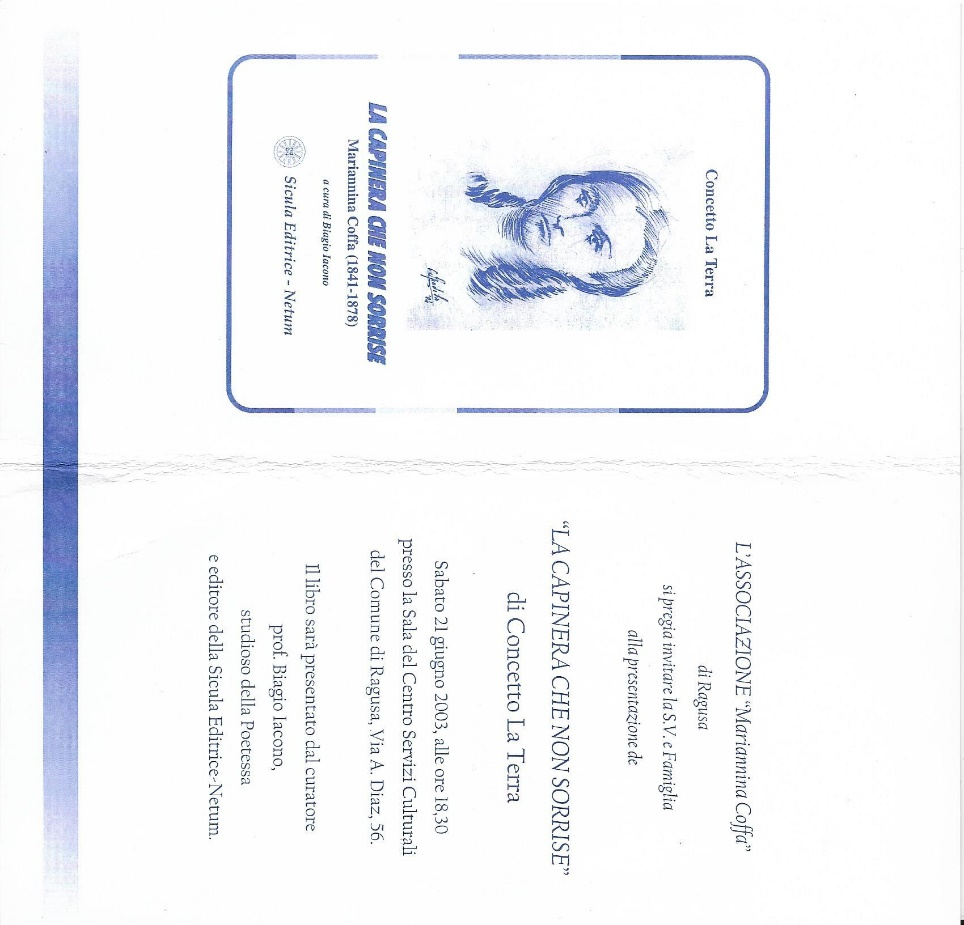 Concetto La Terra
LA CAPINERA CHE NON SORRISE
Mariannina Coffa (1841-1878)
a cura di Biagio Iacono
Sicula Editrice - Netum
L'ASSOCIAZIONE “Mariannina Coffa”
di Ragusa
si pregia invitare la S.V. e Famiglia
alla presentazione de
“LA CAPINERA CHE NON SORRISE”
di Concetto La Terra
Sabato 21 giugno 2003, alle ore 18,30
presso la Sala del Centro Servizi Culturali
del Comune di Ragusa, Via A. Diaz, 56.
Il libro sarà presentato dal curatore
prof. Biagio Iacono,
studioso della Poetessa
e editore della Sicula Editrice-Netum.